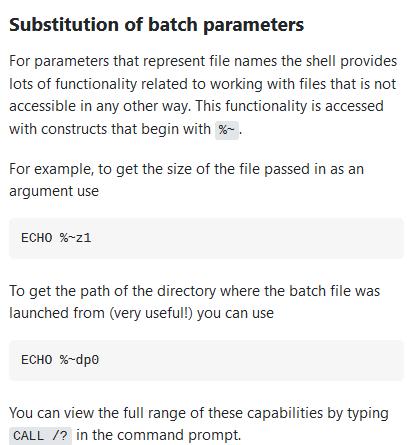 Substitution of batch parameters
For parameters that represent file names the shell provides
lots of functionality related to working with files that is not
accessible in any other way. This functionality is accessed
with constructs that begin with %~ .
For example, to get the size of the file passed in as an
argument use
ECHO %~z1
To get the path of the directory where the batch file was
launched from (very useful!) you can use
ECHO %~dp0
You can view the full range of these capabilities by typing
CALL /? in the command prompt.